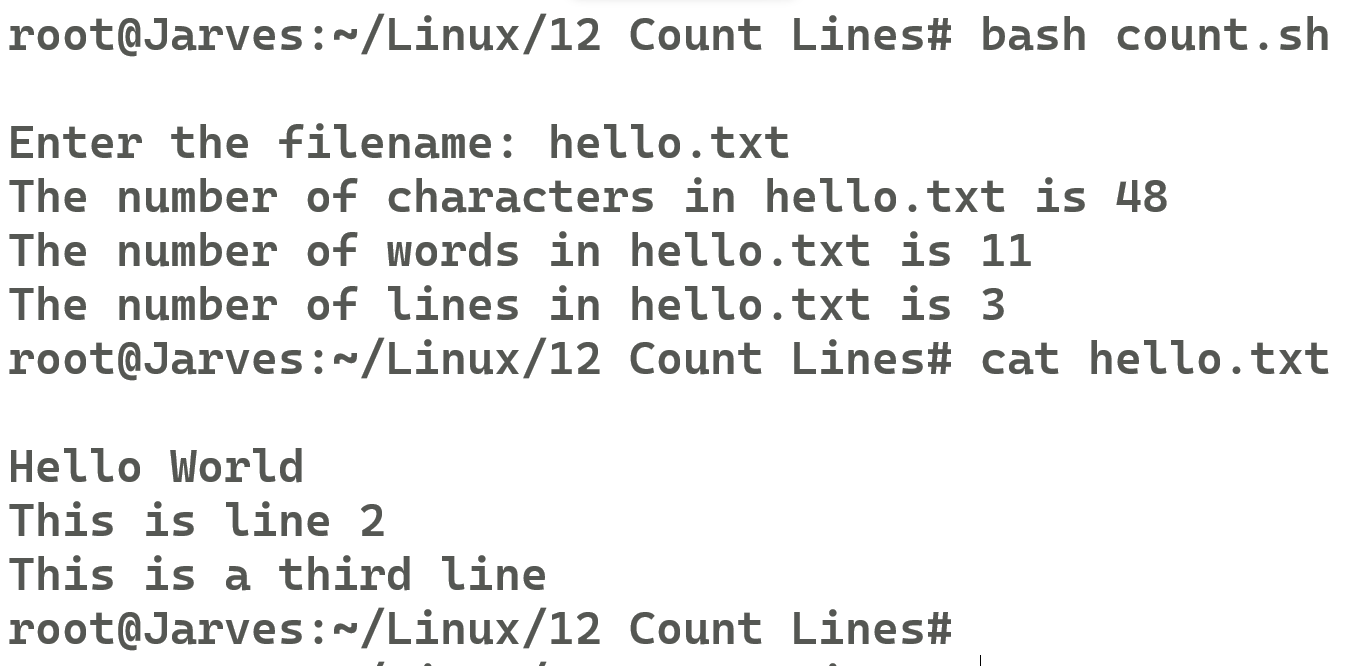 root@Jarves:~/Linux/12 Count Lines# bash count.sh
Enter the filename: hello.txt
The number of characters in hello.txt is 48
The number of words in hello.txt is 11
The number of lines in hello.txt is 3
root@Jarves:~/Linux/12 Count Lines# cat hello.txt
Hello World
This is line 2
This is a third line
root@Jarves:~/Linux/12 Count Lines#